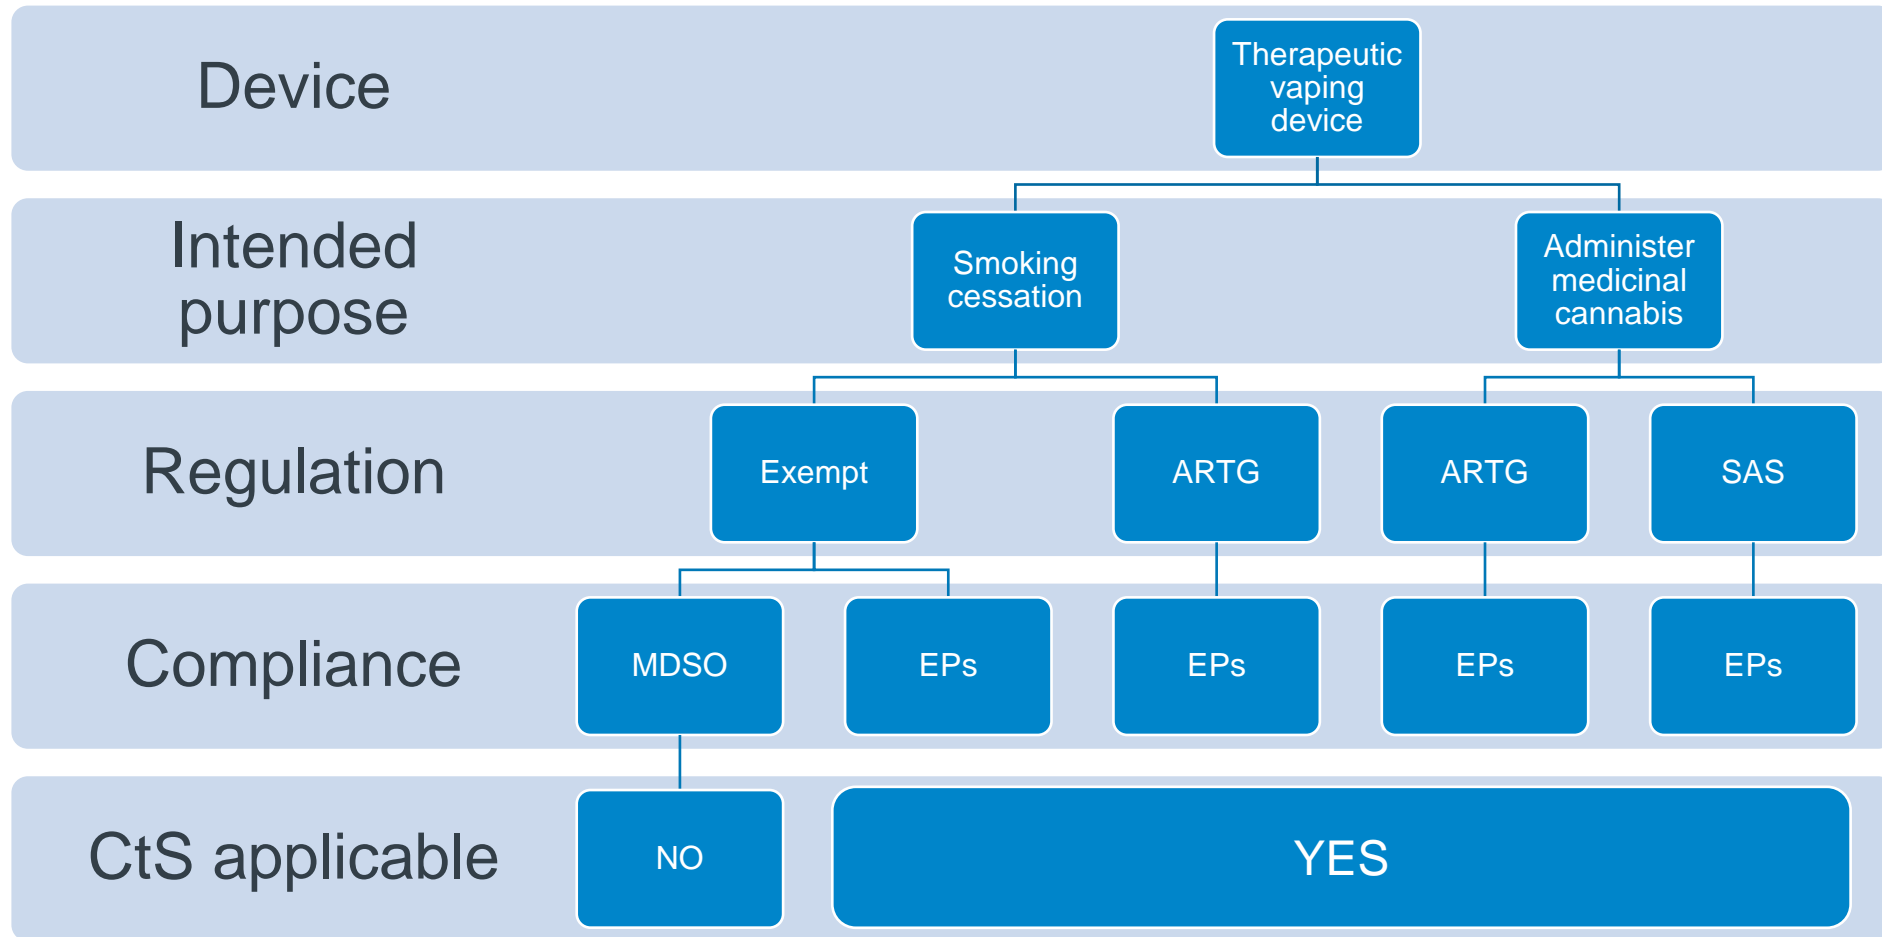 Device
Therapeutic
vaping
device
Intended
purpose
Smoking
cessation
Administer
medicinal
cannabis
Regulation
Exempt
ARTG
ARTG
SAS
Compliance
MDSO
EPs
EPs
EPs
EPs
CtS applicable
NO
YES